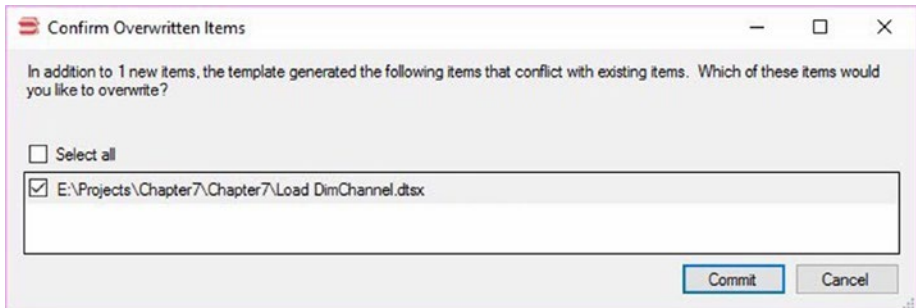 Confirm Overwritten Items
In addition to 1 new items, the template generated the following items that conflict with existing items. Which of these items would
you like to overwrite?
Select all
E:\Projects\Chapter7\Chapter7\Load DimChannel.dtsx
Commit Cancel